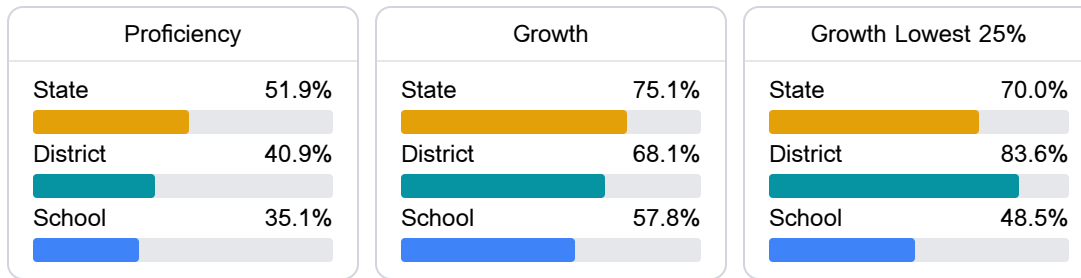 Proficiency
State 51.9%
District 40.9%
School 35.1%
Growth
State 75.1%
District 68.1%
School 57.8%
Growth Lowest 25%
State 70.0%
District 83.6%
School 48.5%